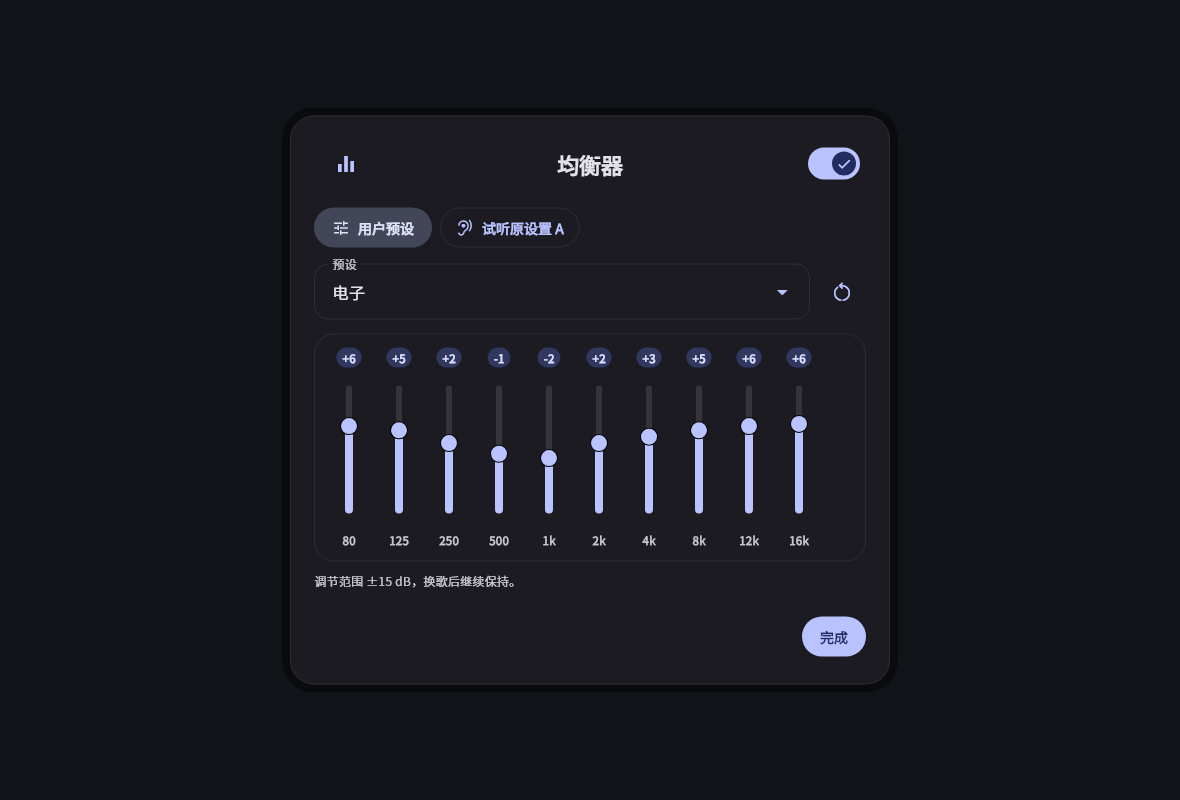 均衡器
用户预设
试听原设置 A
预设
电子
+6 +5 +2 -1 -2 +2 +3 +5 +6 +6
80 125 250 500 1k 2k 4k 8k 12k 16k
调节范围 ±15 dB，换歌后继续保持。
完成